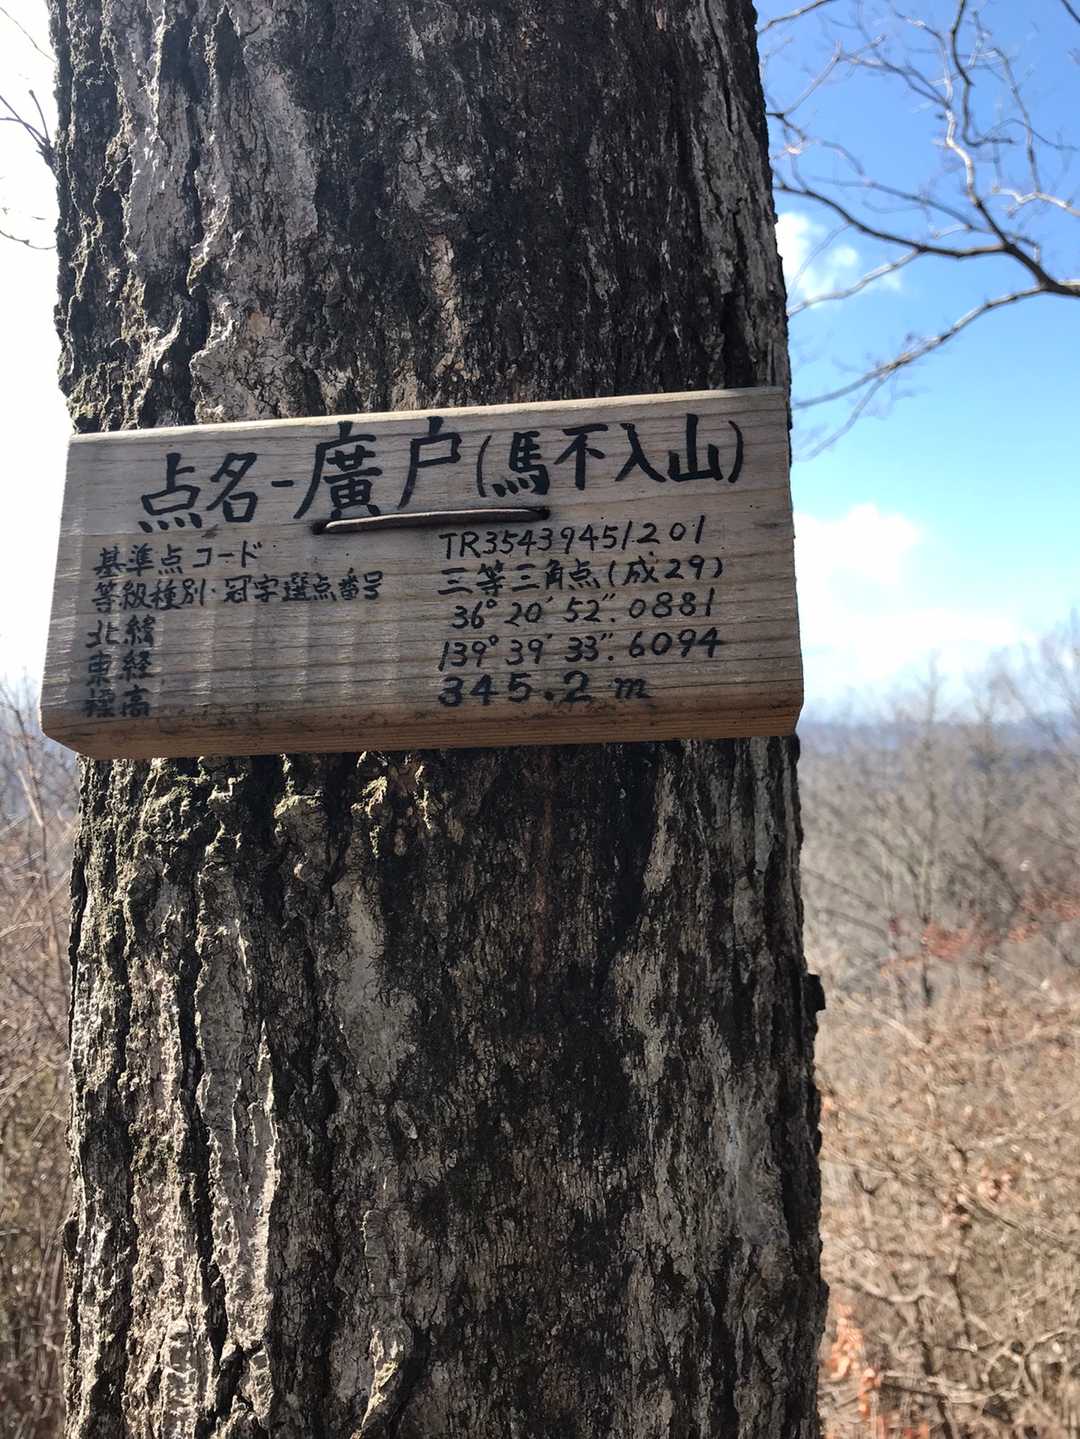 点名-廣戸(馬不入山)
基準点コード TR35439451201
等級種別・冠字選点番号 三等三角点(成29)
北緯 36°20′52″.0881
東経 139°39′33″.6094
標高 345.2m